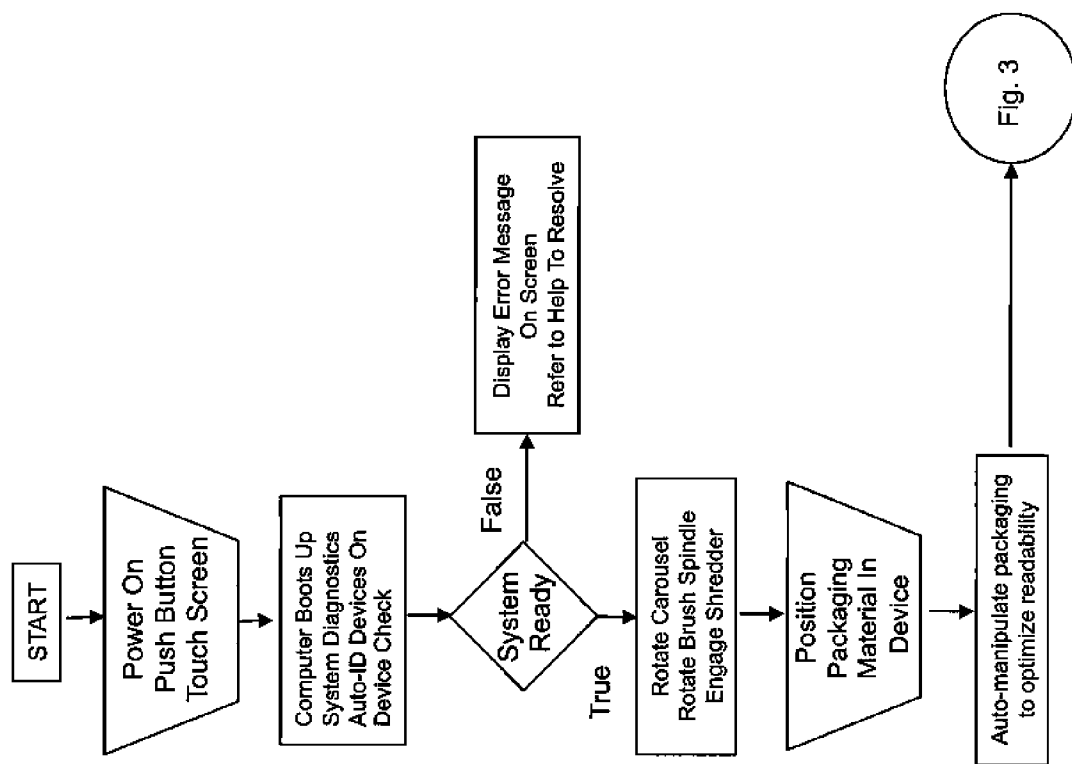 START
Power On
Push Button
Touch Screen
Computer Boots Up
System Diagnostics
Auto-ID Devices On
Device Check
System
Ready
False
Display Error Message
On Screen
Refer to Help To Resolve
True
Rotate Carousel
Rotate Brush Spindle
Engage Shredder
Position
Packaging
Material In
Device
Auto-manipulate packaging
to optimize readability
Fig. 3